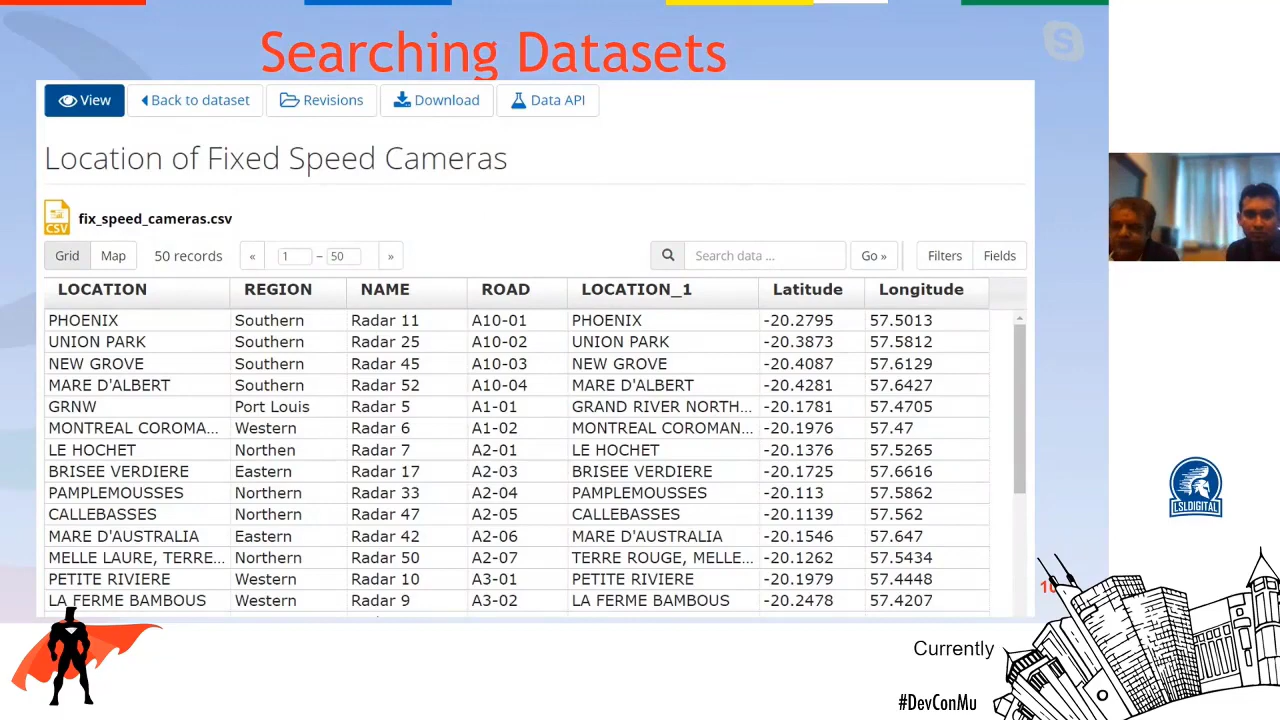 Searching Datasets
View Back to dataset Revisions Download Data API
Location of Fixed Speed Cameras
CSV fix_speed_cameras.csv
Grid Map 50 records « 1 – 50 » Search data ... Go » Filters Fields
LOCATION REGION NAME ROAD LOCATION_1 Latitude Longitude
PHOENIX Southern Radar 11 A10-01 PHOENIX -20.2795 57.5013
UNION PARK Southern Radar 25 A10-02 UNION PARK -20.3873 57.5812
NEW GROVE Southern Radar 45 A10-03 NEW GROVE -20.4087 57.6129
MARE D'ALBERT Southern Radar 52 A10-04 MARE D'ALBERT -20.4281 57.6427
GRNW Port Louis Radar 5 A1-01 GRAND RIVER NORTH... -20.1781 57.4705
MONTREAL COROMA... Western Radar 6 A1-02 MONTREAL COROMAN... -20.1976 57.47
LE HOCHET Northen Radar 7 A2-01 LE HOCHET -20.1376 57.5265
BRISEE VERDIERE Eastern Radar 17 A2-03 BRISEE VERDIERE -20.1725 57.6616
PAMPLEMOUSSES Northern Radar 33 A2-04 PAMPLEMOUSSES -20.113 57.5862
CALLEBASSES Northern Radar 47 A2-05 CALLEBASSES -20.1139 57.562
MARE D'AUSTRALIA Eastern Radar 42 A2-06 MARE D'AUSTRALIA -20.1546 57.647
MELLE LAURE, TERRE... Northern Radar 50 A2-07 TERRE ROUGE, MELLE... -20.1262 57.5434
PETITE RIVIERE Western Radar 10 A3-01 PETITE RIVIERE -20.1979 57.4448
LA FERME BAMBOUS Western Radar 9 A3-02 LA FERME BAMBOUS -20.2478 57.4207
LSLDIGITAL
Currently
#DevConMu